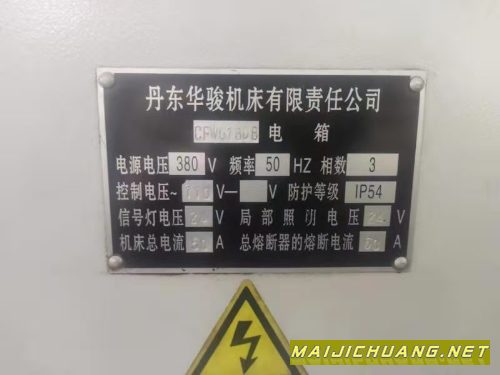 丹东华骏机床有限责任公司
电 箱
电源电压 380 V 频率 50 HZ 相数 3
控制电压~ 110 V— V 防护等级 IP54
信号灯电压 24 V 局部照明电压 24 V
机床总电流 A 总熔断器的熔断电流 A
MAIJICHUANG.NET